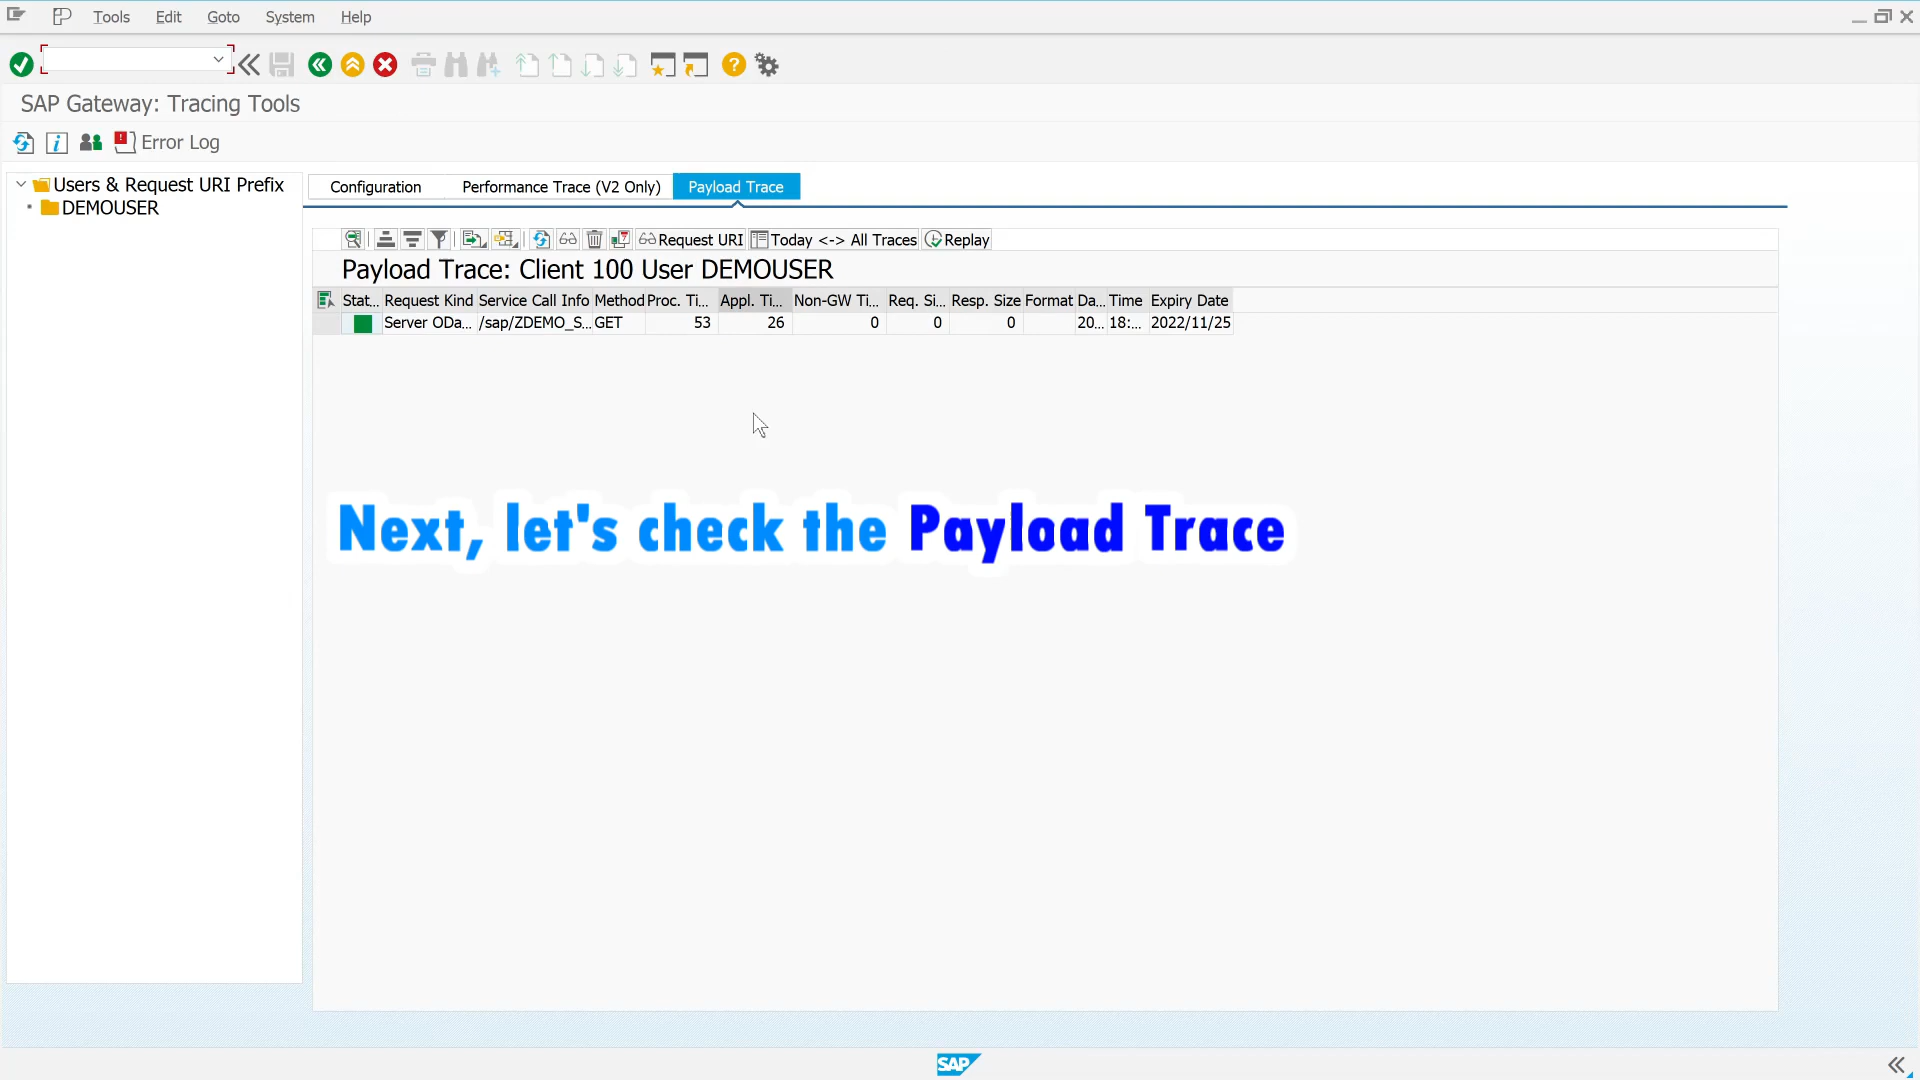 Tools Edit Goto System Help
SAP Gateway: Tracing Tools
Error Log
Users & Request URI Prefix
DEMOUSER
Configuration Performance Trace (V2 Only) Payload Trace
Request URI Today <-> All Traces Replay
Payload Trace: Client 100 User DEMOUSER
Stat... Request Kind Service Call Info Method Proc. Ti... Appl. Ti... Non-GW Ti... Req. Si... Resp. Size Format Da... Time Expiry Date
Server ODa... /sap/ZDEMO_S... GET 53 26 0 0 0 20... 18:... 2022/11/25
Next, let's check the Payload Trace
SAP